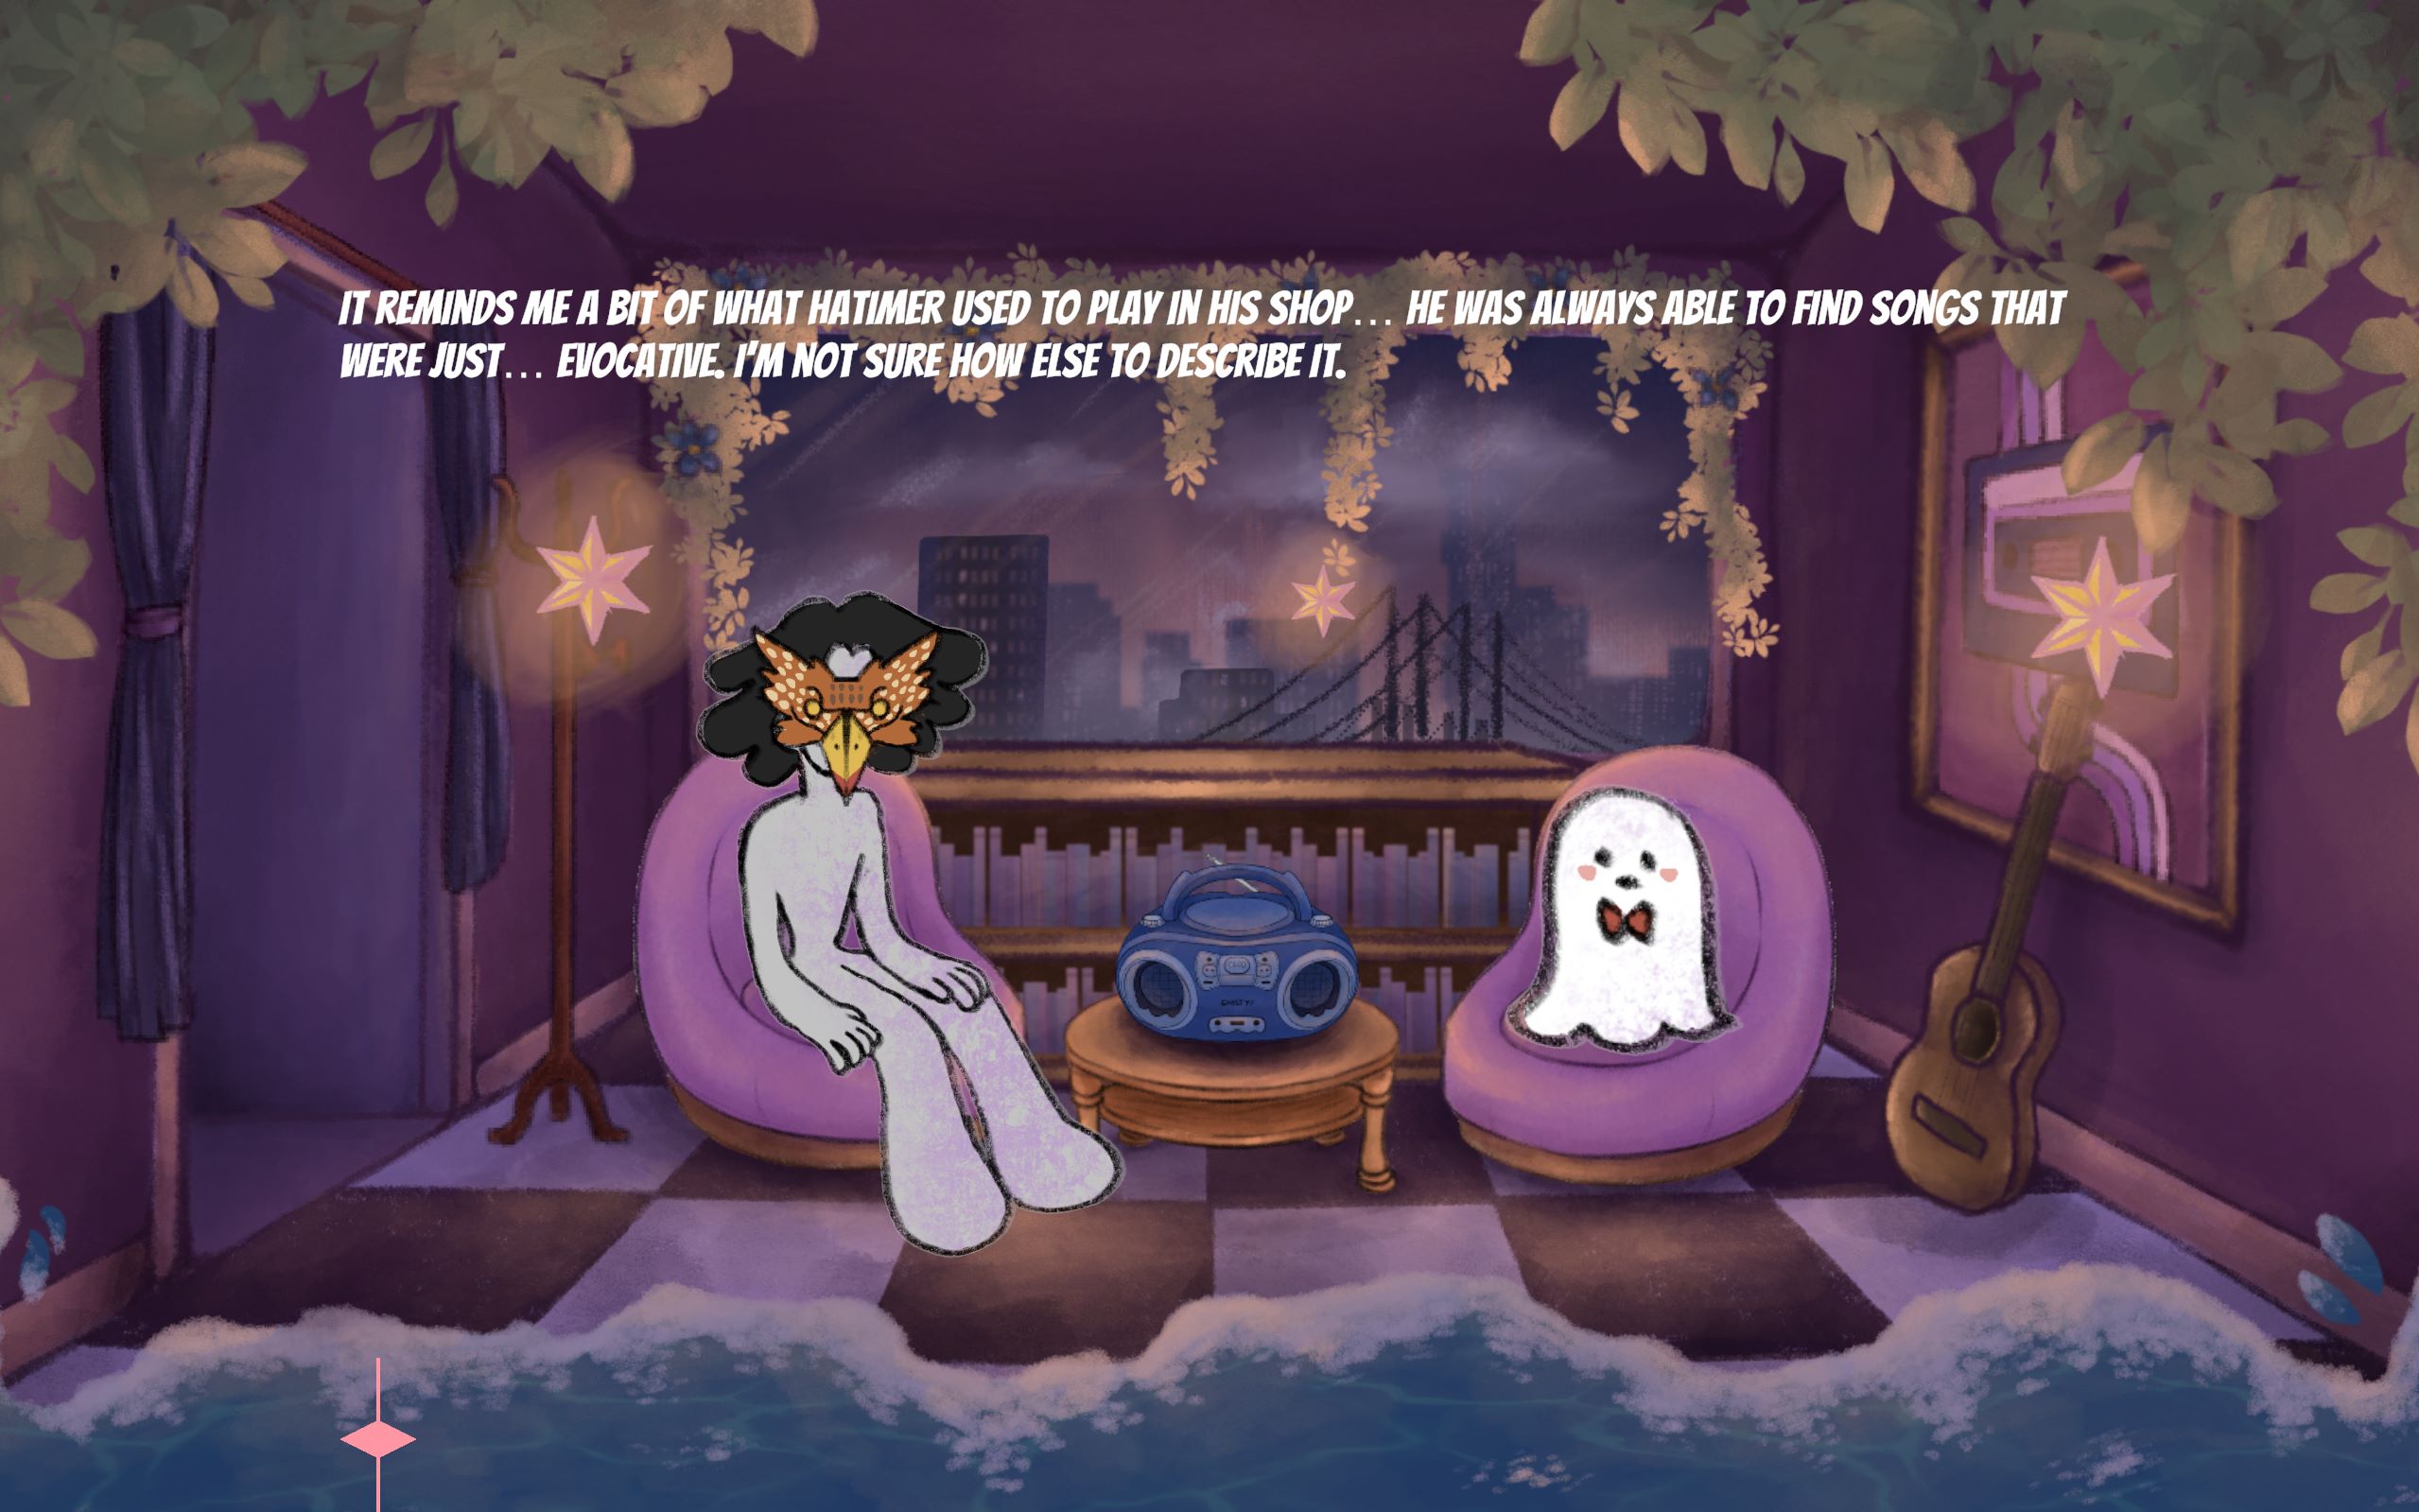 IT REMINDS ME A BIT OF WHAT HATIMER USED TO PLAY IN HIS SHOP... HE WAS ALWAYS ABLE TO FIND SONGS THAT
WERE JUST... EVOCATIVE. I'M NOT SURE HOW ELSE TO DESCRIBE IT.